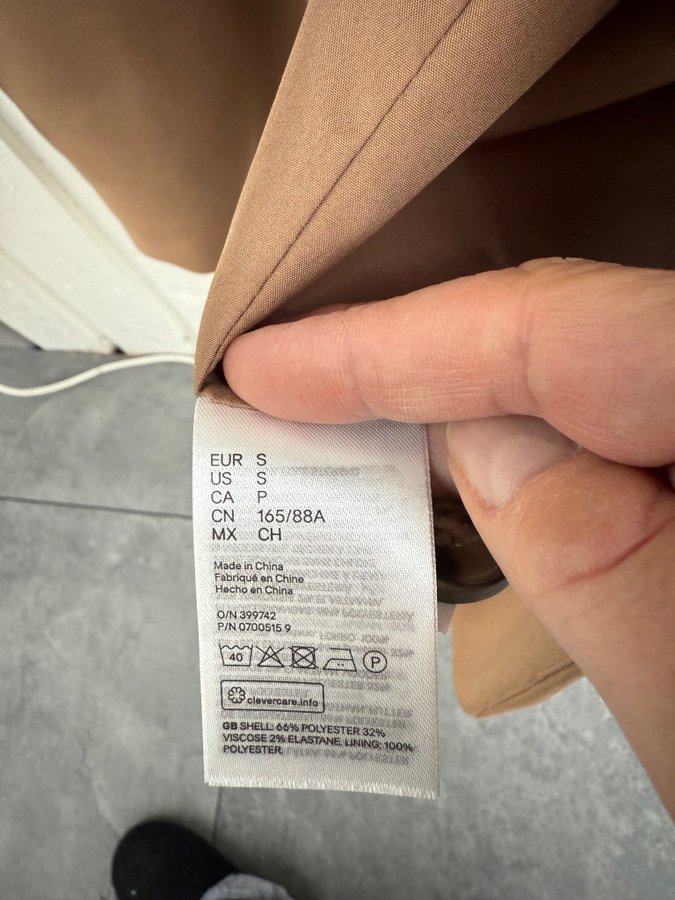 EUR S
US S
CA P
CN 165/88A
MX CH
Made in China
Fabriqué en Chine
Hecho en China
O/N 399742
P/N 0700515 9
40 P
clevercare.info
GB SHELL: 66% POLYESTER 32%
VISCOSE 2% ELASTANE. LINING: 100%
POLYESTER.